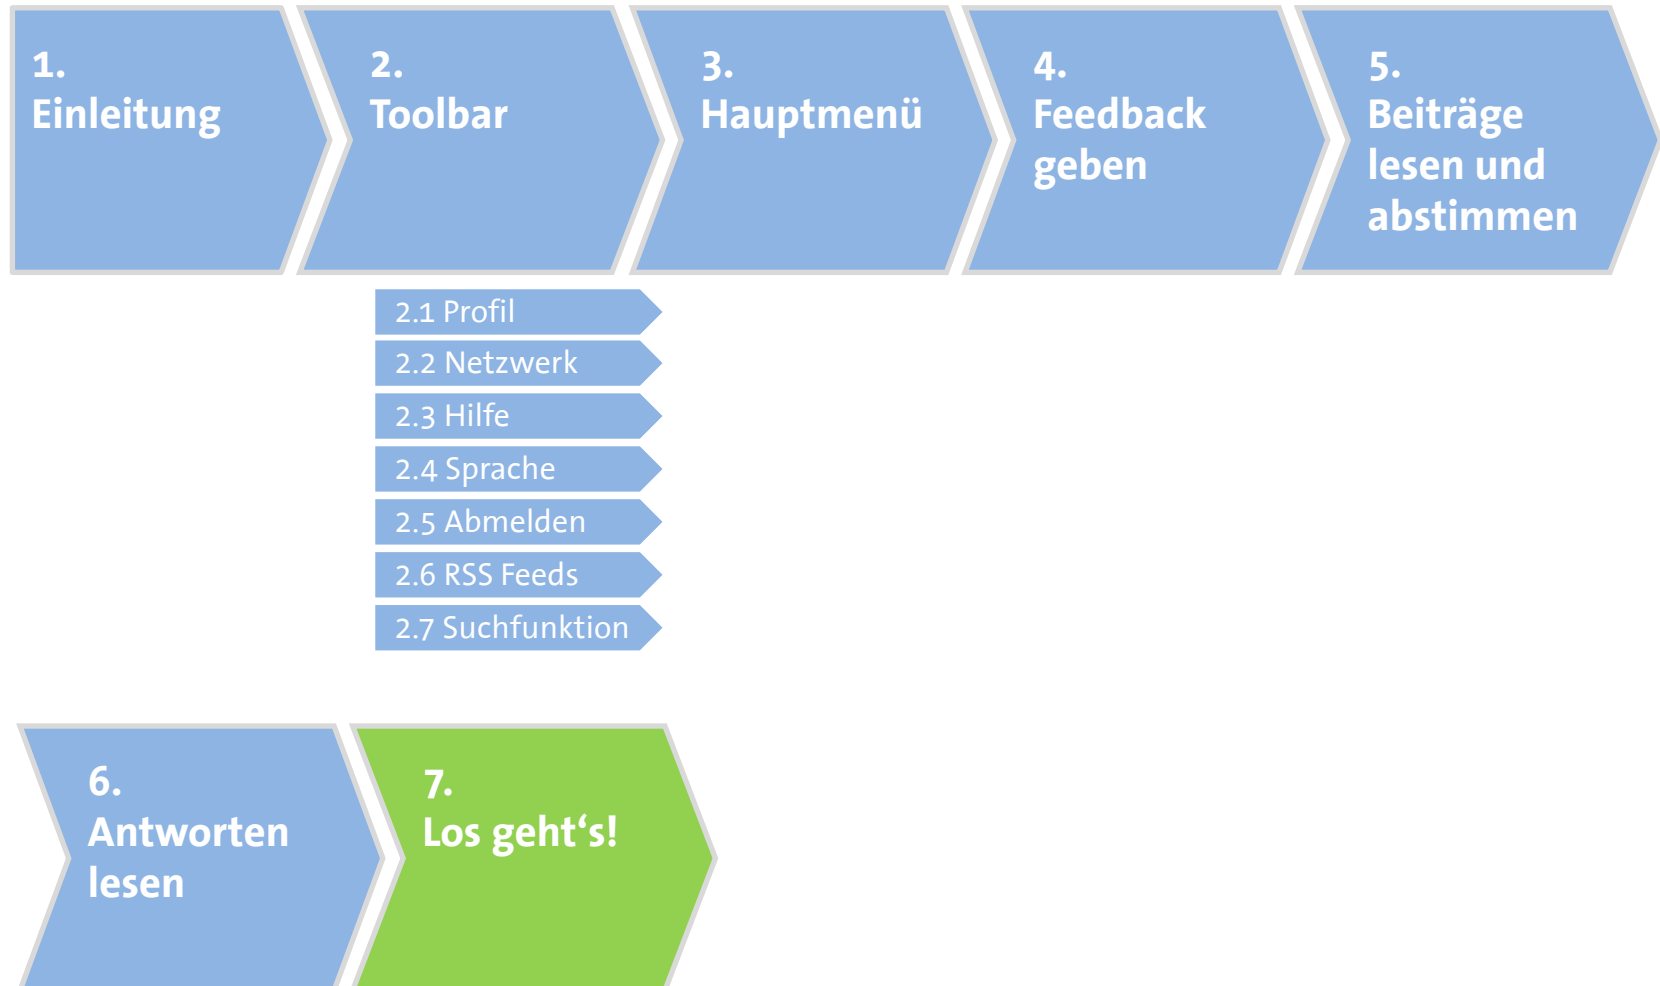 1.
Einleitung
2.
Toolbar
3.
Hauptmenü
4.
Feedback
geben
5.
Beiträge
lesen und
abstimmen
2.1 Profil
2.2 Netzwerk
2.3 Hilfe
2.4 Sprache
2.5 Abmelden
2.6 RSS Feeds
2.7 Suchfunktion
6.
Antworten
lesen
7.
Los geht‘s!